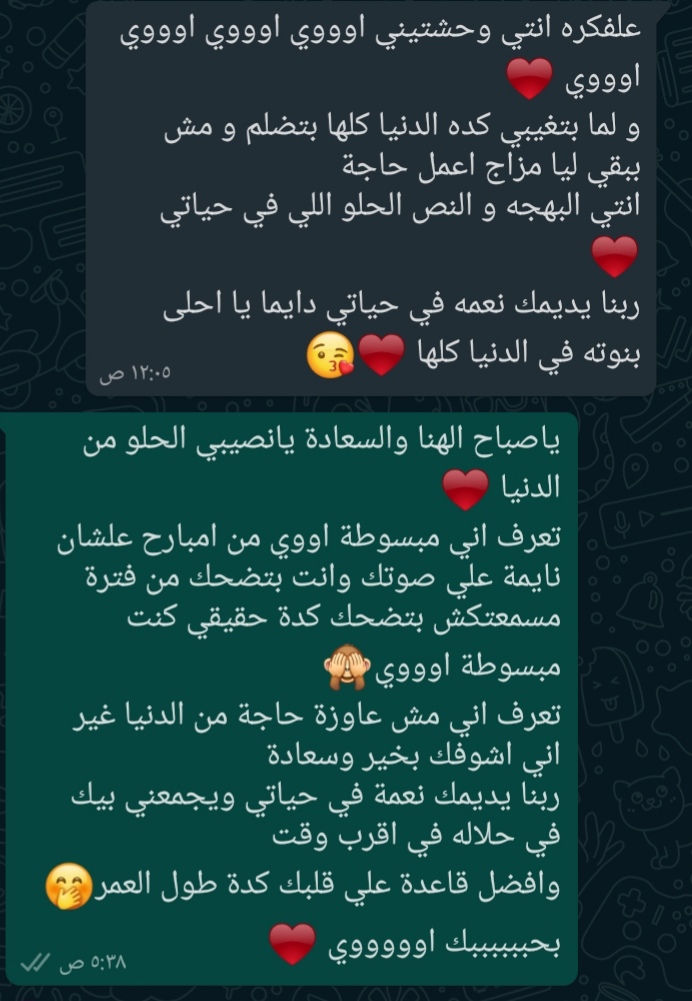 علفكره انتي وحشتيني اوووي اوووي اوووي
اوووي ❤️
و لما بتغيبي كده الدنيا كلها بتضلم و مش
ببقي ليا مزاج اعمل حاجة
انتي البهجه و النص الحلو اللي في حياتي
❤️
ربنا يديمك نعمه في حياتي دايما يا احلى
بنوته في الدنيا كلها ❤️😘
١٢:٠٥ ص
ياصباح الهنا والسعادة يانصيبي الحلو من
الدنيا ❤️
تعرف اني مبسوطة اووي من امبارح علشان
نايمة علي صوتك وانت بتضحك من فترة
مسمعتكش بتضحك كدة حقيقي كنت
مبسوطة اوووي🙈
تعرف اني مش عاوزة حاجة من الدنيا غير
اني اشوفك بخير وسعادة
ربنا يديمك نعمة في حياتي ويجمعني بيك
في حلاله في اقرب وقت
وافضل قاعدة علي قلبك كدة طول العمر🤭
بحبيبيبيك اوووووي ❤️
٥:٣٨ ص